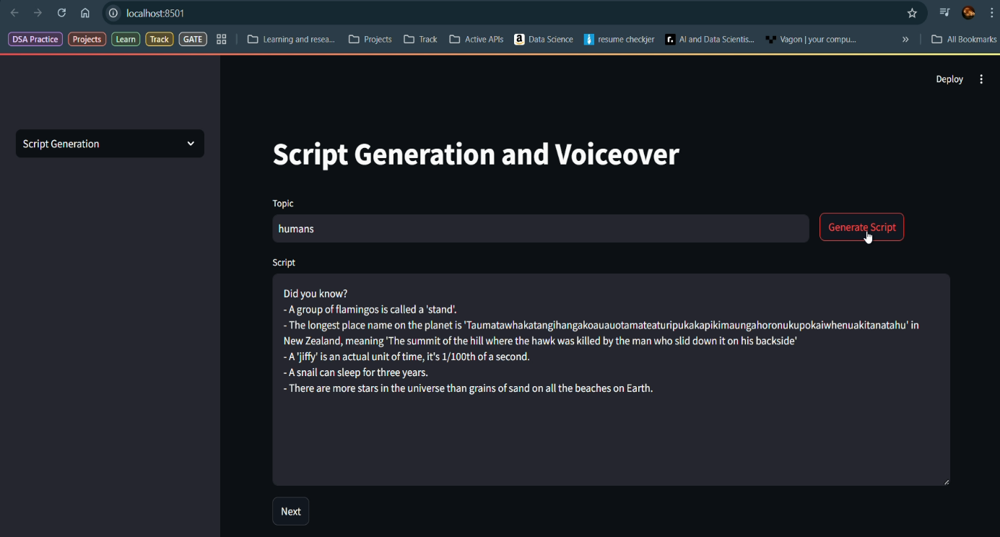 localhost:8501
DSA Practice Projects Learn Track GATE Learning and resea... Projects Track Active APIs Data Science resume checkjer AI and Data Scientis... Vagon | your compu... » All Bookmarks
Deploy
Script Generation
Script Generation and Voiceover
Topic
humans
Generate Script
Script
Did you know?
- A group of flamingos is called a 'stand'.
- The longest place name on the planet is 'Taumatawhakatangihangakoauauotamateaturipukakapikimaungahoronukupokaiwhenuakitanatahu' in
New Zealand, meaning 'The summit of the hill where the hawk was killed by the man who slid down it on his backside'
- A 'jiffy' is an actual unit of time, it's 1/100th of a second.
- A snail can sleep for three years.
- There are more stars in the universe than grains of sand on all the beaches on Earth.
Next